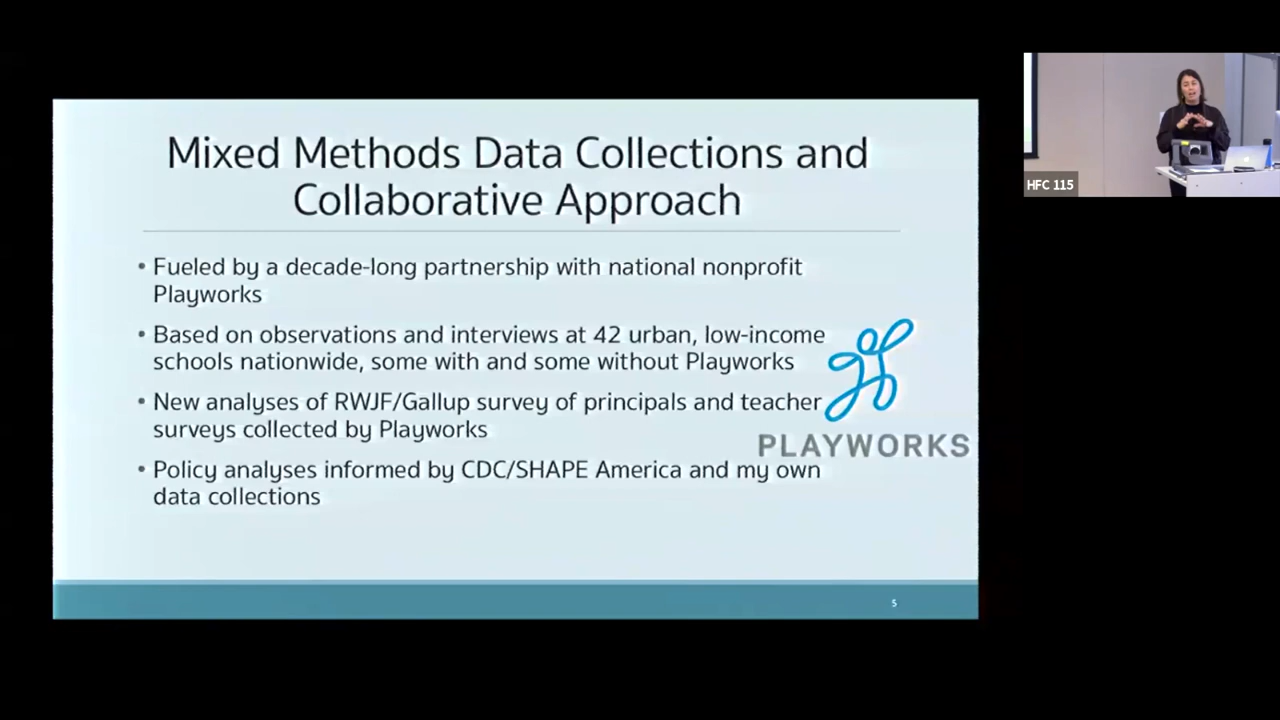 Mixed Methods Data Collections and
Collaborative Approach
• Fueled by a decade-long partnership with national nonprofit
Playworks
• Based on observations and interviews at 42 urban, low-income
schools nationwide, some with and some without Playworks
• New analyses of RWJF/Gallup survey of principals and teacher
surveys collected by Playworks
• Policy analyses informed by CDC/SHAPE America and my own
data collections
PLAYWORKS
5
HFC 115